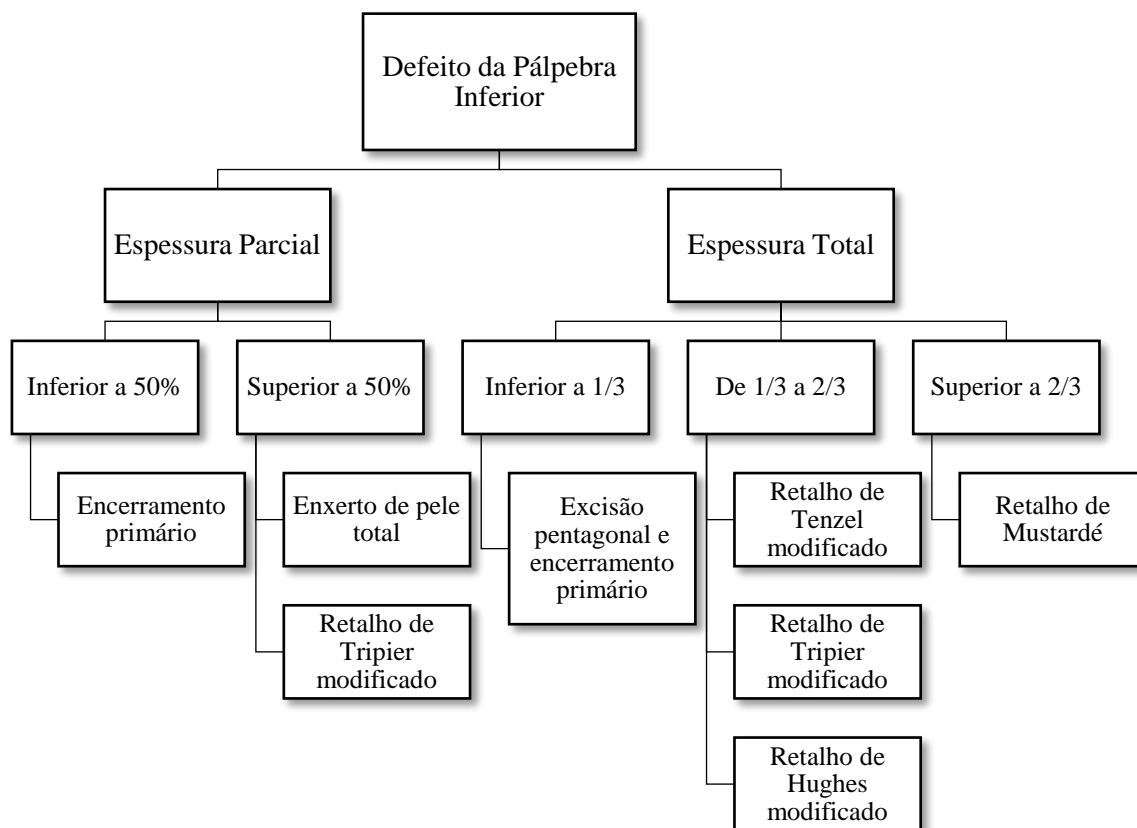 Defeito da Pálpebra
Inferior
Espessura Parcial
Espessura Total
Inferior a 50%
Superior a 50%
Inferior a 1/3
De 1/3 a 2/3
Superior a 2/3
Encerramento
primário
Enxerto de pele
total
Excisão
pentagonal e
encerramento
primário
Retalho de
Tenzel
modificado
Retalho de
Mustardé
Retalho de
Tripier
modificado
Retalho de
Tripier
modificado
Retalho de
Hughes
modificado